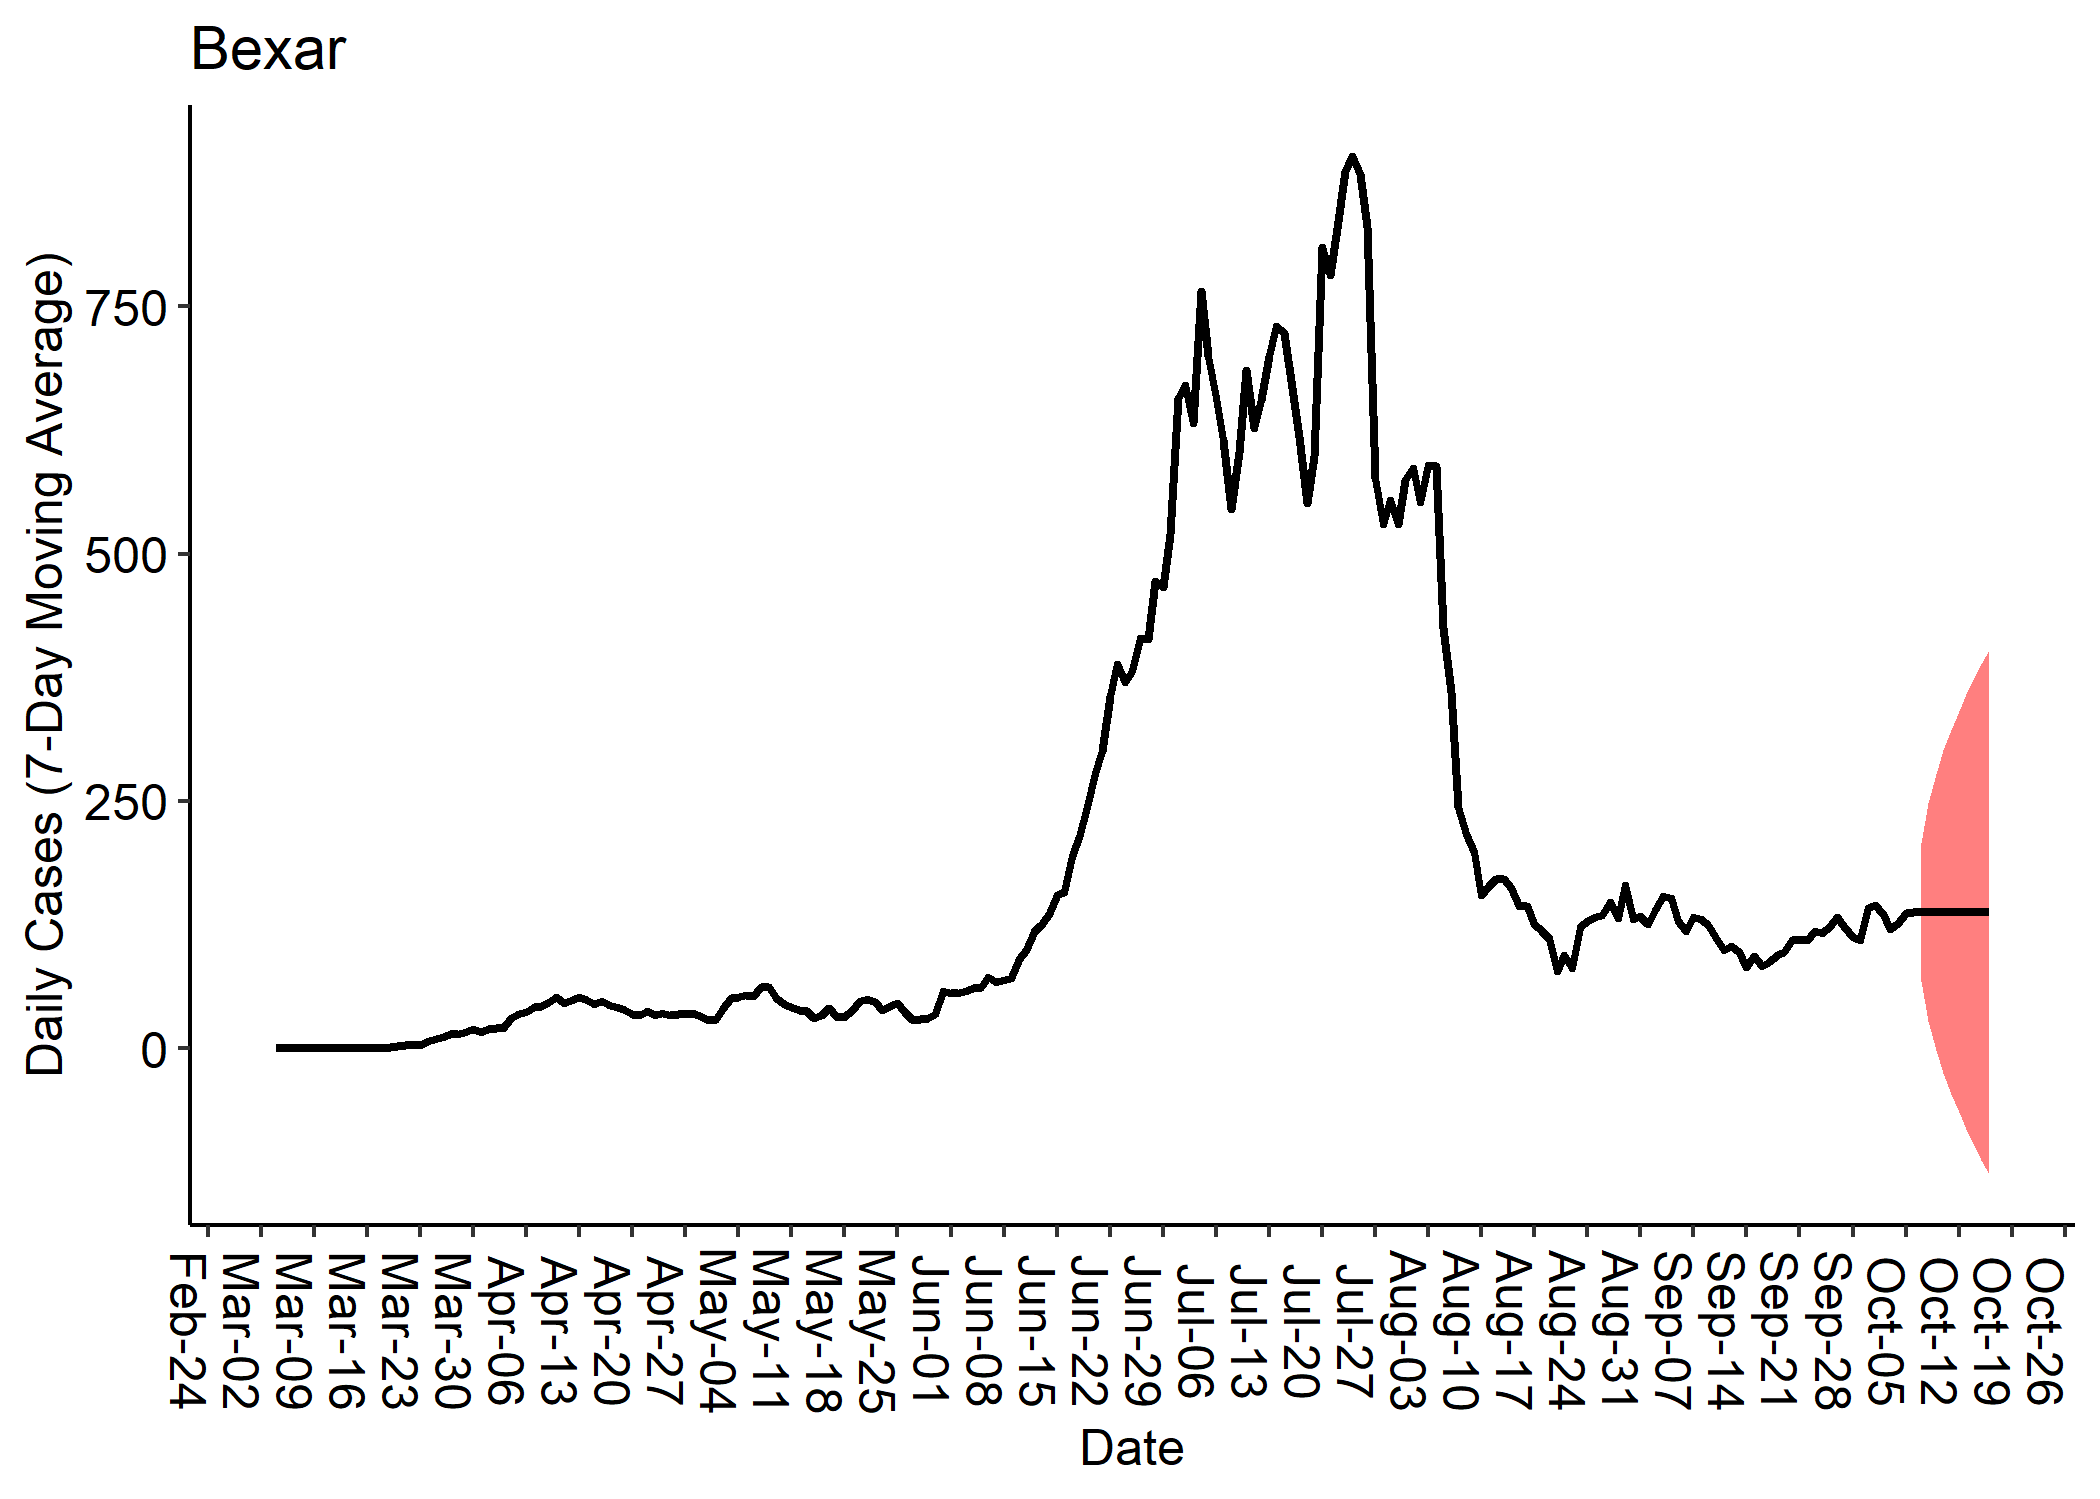 Bexar
Daily Cases (7-Day Moving Average)
750
500
250
0
Feb-24
Mar-02
Mar-09
Mar-16
Mar-23
Mar-30
Apr-06
Apr-13
Apr-20
Apr-27
May-04
May-11
May-18
May-25
Jun-01
Jun-08
Jun-15
Jun-22
Jun-29
Jul-06
Jul-13
Jul-20
Jul-27
Aug-03
Aug-10
Aug-17
Aug-24
Aug-31
Sep-07
Sep-14
Sep-21
Sep-28
Oct-05
Oct-12
Oct-19
Oct-26
Date